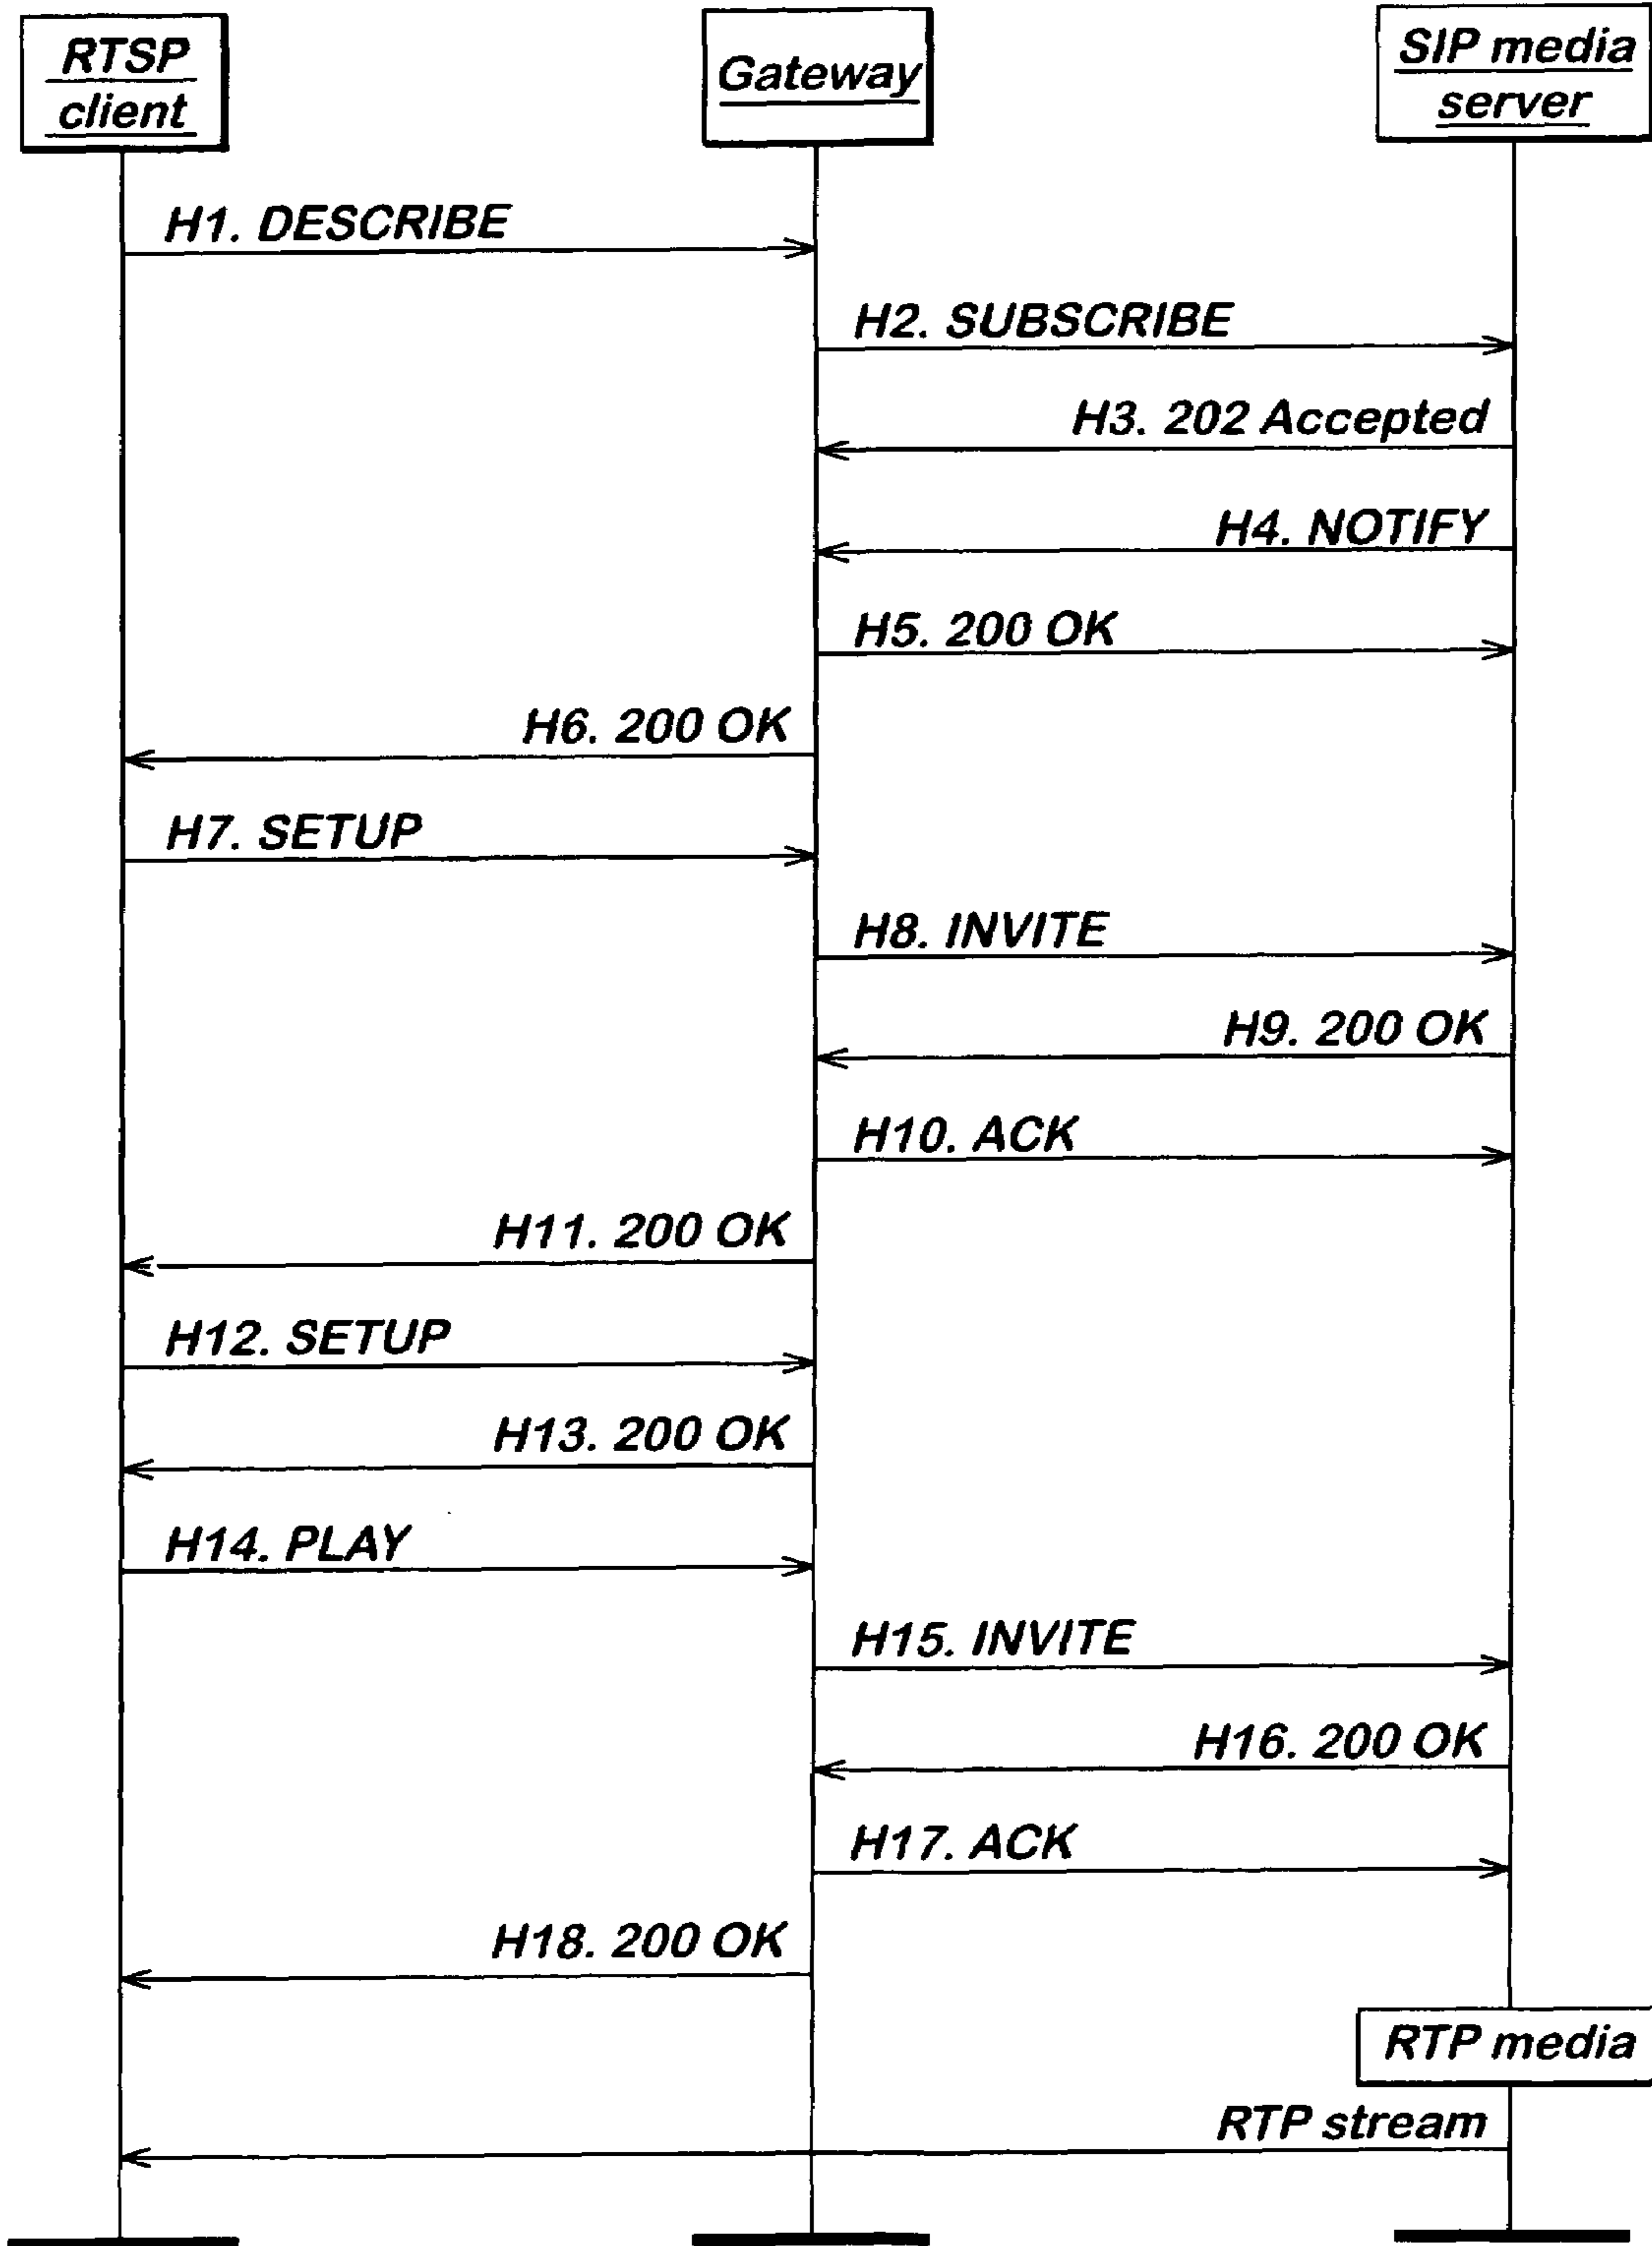 RTSP
client
Gateway
SIP media
server
H1. DESCRIBE
H2. SUBSCRIBE
H3. 202 Accepted
H4. NOTIFY
H5. 200 OK
H6. 200 OK
H7. SETUP
H8. INVITE
H9. 200 OK
H10. ACK
H11. 200 OK
H12. SETUP
H13. 200 OK
H14. PLAY
H15. INVITE
H16. 200 OK
H17. ACK
H18. 200 OK
RTP media
RTP stream